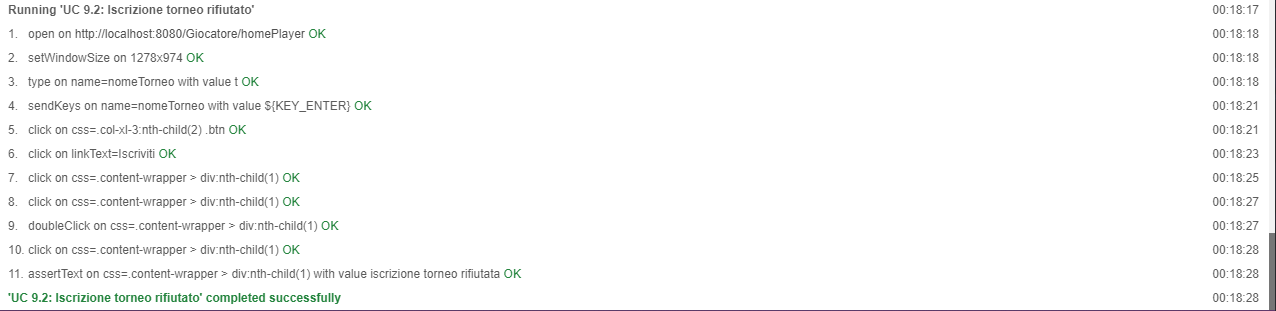 Running 'UC 9.2: Iscrizione torneo rifiutato' 00:18:17
1. open on http://localhost:8080/Giocatore/homePlayer OK 00:18:18
2. setWindowSize on 1278x974 OK 00:18:18
3. type on name=nomeTorneo with value t OK 00:18:18
4. sendKeys on name=nomeTorneo with value ${KEY_ENTER} OK 00:18:21
5. click on css=.col-xl-3:nth-child(2) .btn OK 00:18:21
6. click on linkText=Iscriviti OK 00:18:23
7. click on css=.content-wrapper > div:nth-child(1) OK 00:18:25
8. click on css=.content-wrapper > div:nth-child(1) OK 00:18:27
9. doubleClick on css=.content-wrapper > div:nth-child(1) OK 00:18:27
10. click on css=.content-wrapper > div:nth-child(1) OK 00:18:28
11. assertText on css=.content-wrapper > div:nth-child(1) with value iscrizione torneo rifiutata OK 00:18:28
'UC 9.2: Iscrizione torneo rifiutato' completed successfully 00:18:28